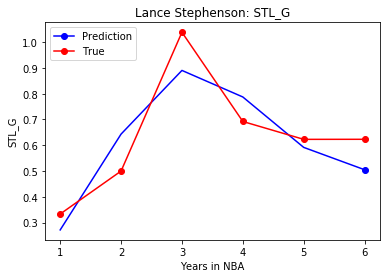 Lance Stephenson: STL_G
Prediction
True
STL_G
1.0
0.9
0.8
0.7
0.6
0.5
0.4
0.3
1 2 3 4 5 6
Years in NBA